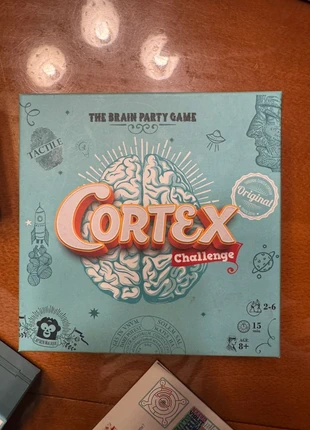 THE BRAIN PARTY GAME
TACTILE
Original
CORTEX
Challenge
2-6
15
8+